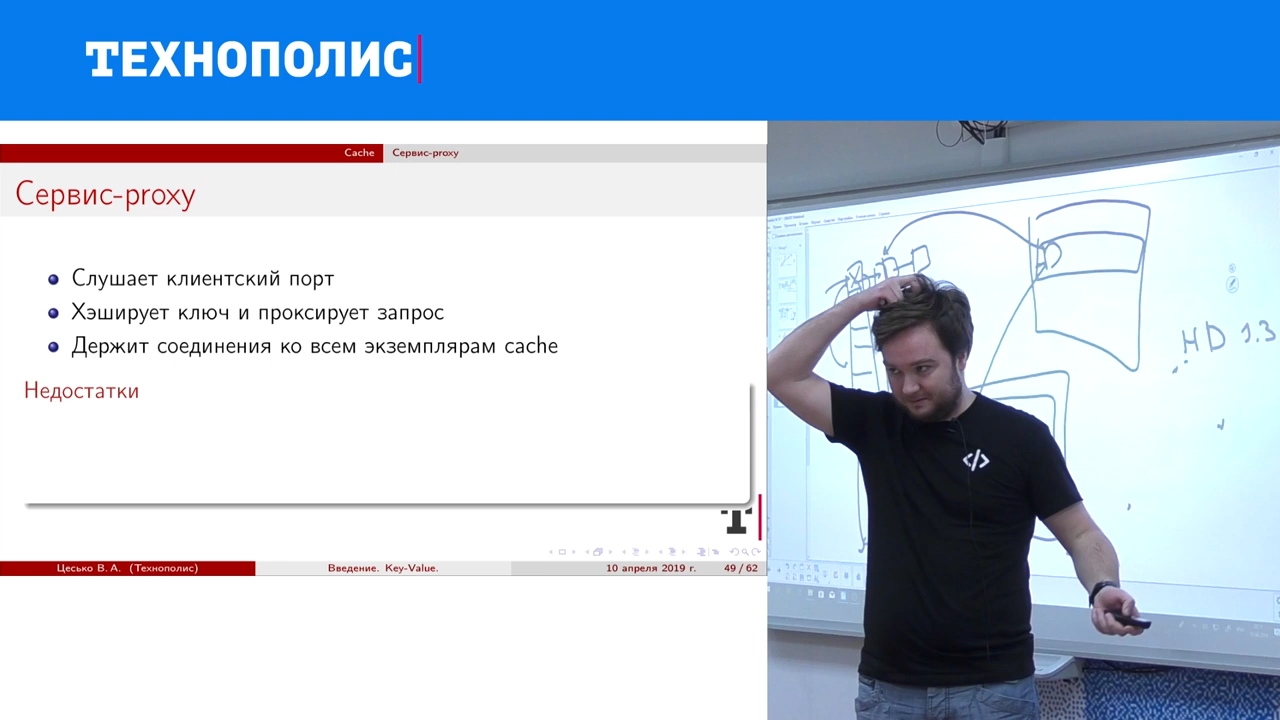 ТЕХНОПОЛИС
Cache
Сервис-proxy
Сервис-proxy
Слушает клиентский порт
Хэширует ключ и проксирует запрос
Держит соединения ко всем экземплярам cache
Недостатки
Т
Цесько В. А. (Технополис)
Введение. Key-Value.
10 апреля 2019 г.
49 / 62
HD 1.3
</>